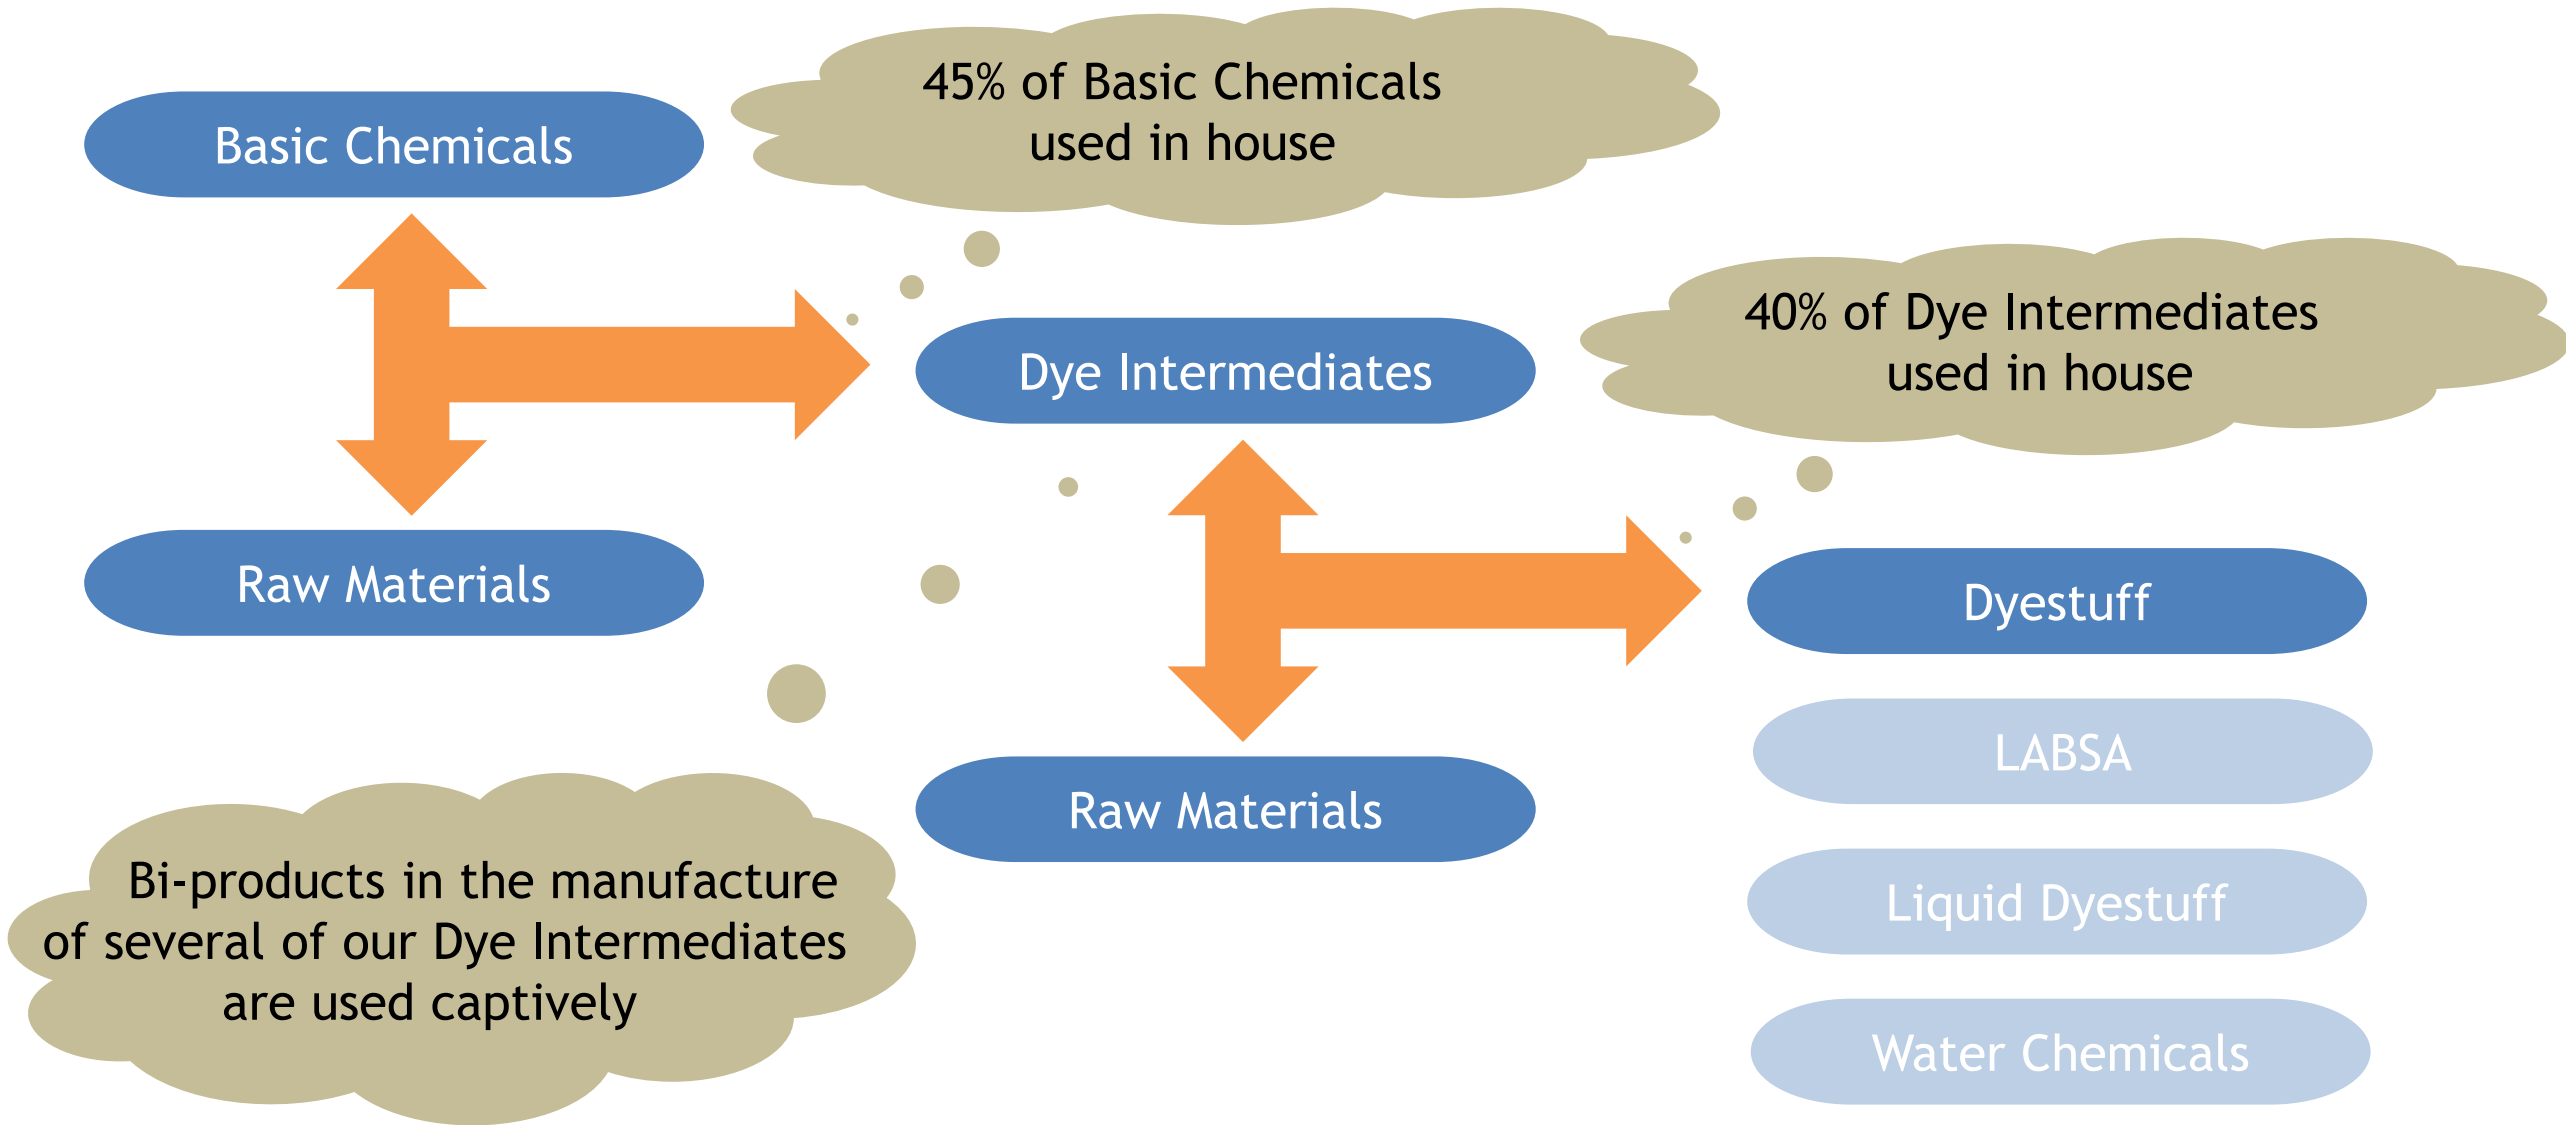 45% of Basic Chemicals
used in house
Basic Chemicals
40% of Dye Intermediates
used in house
Dye Intermediates
Raw Materials
Dyestuff
LABSA
Raw Materials
Bi-products in the manufacture
of several of our Dye Intermediates
are used captively
Liquid Dyestuff
Water Chemicals